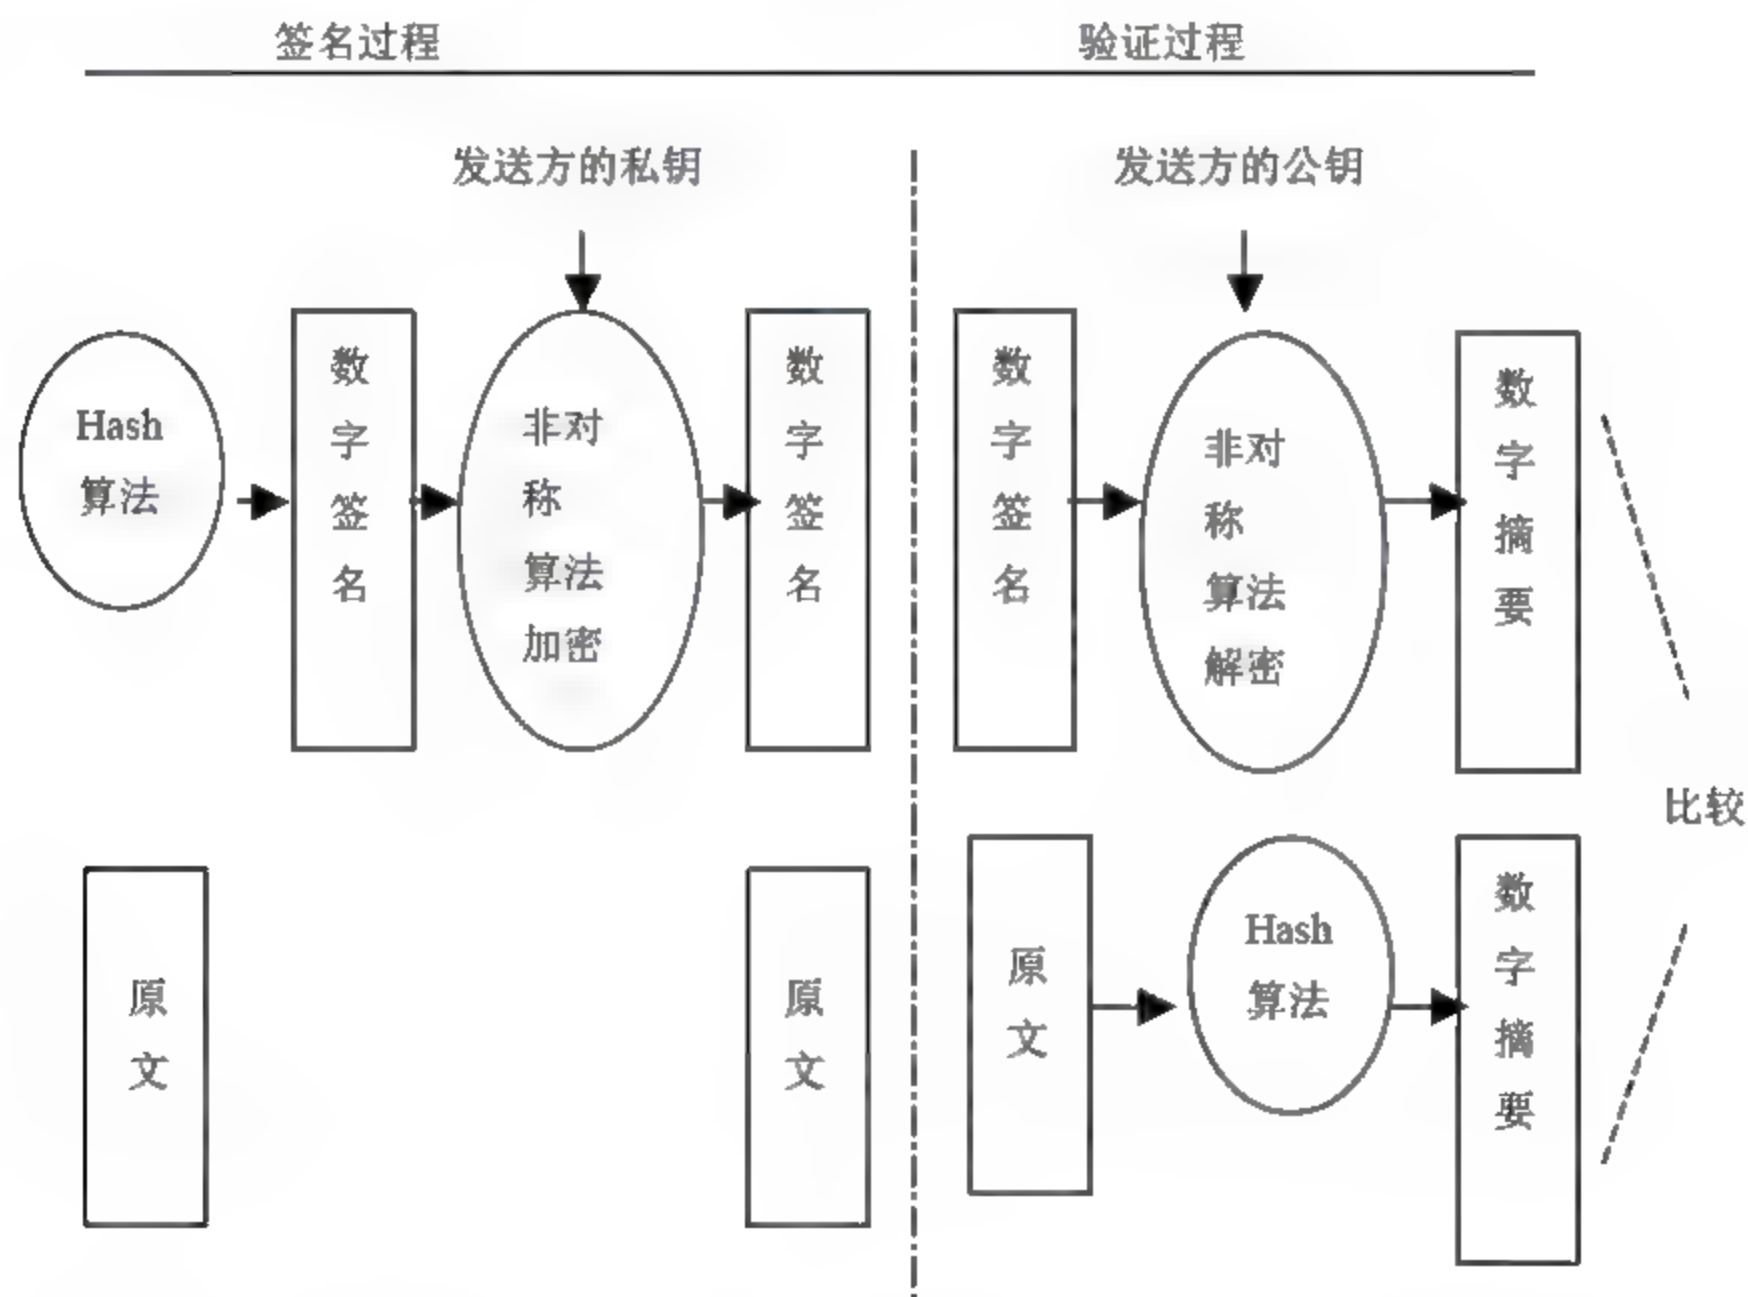 签名过程
验证过程
发送方的私钥
发送方的公钥
Hash
算法
数
字
签
名
非对
称
算法
加密
数
字
签
名
数
字
签
名
非对
称
算法
解密
数
字
摘
要
比较
原
文
原
文
原
文
Hash
算法
数
字
摘
要